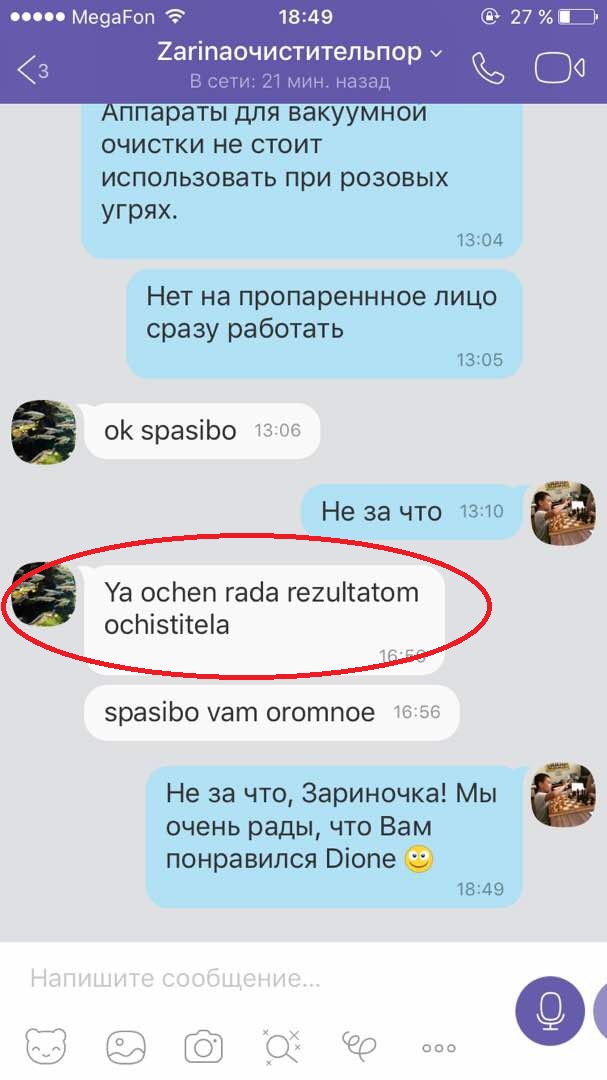 MegaFon 18:49 27 %
3 Zarinaочистительпор
В сети: 21 мин. назад
Аппараты для вакуумной
очистки не стоит
использовать при розовых
угрях.
13:04
Нет на пропареннное лицо
сразу работать
13:05
ok spasibo 13:06
Не за что 13:10
Ya ochen rada rezultatom
ochistitela
16:56
spasibo vam oromnoe 16:56
Не за что, Зариночка! Мы
очень рады, что Вам
понравился Dione
18:49
Напишите сообщение...